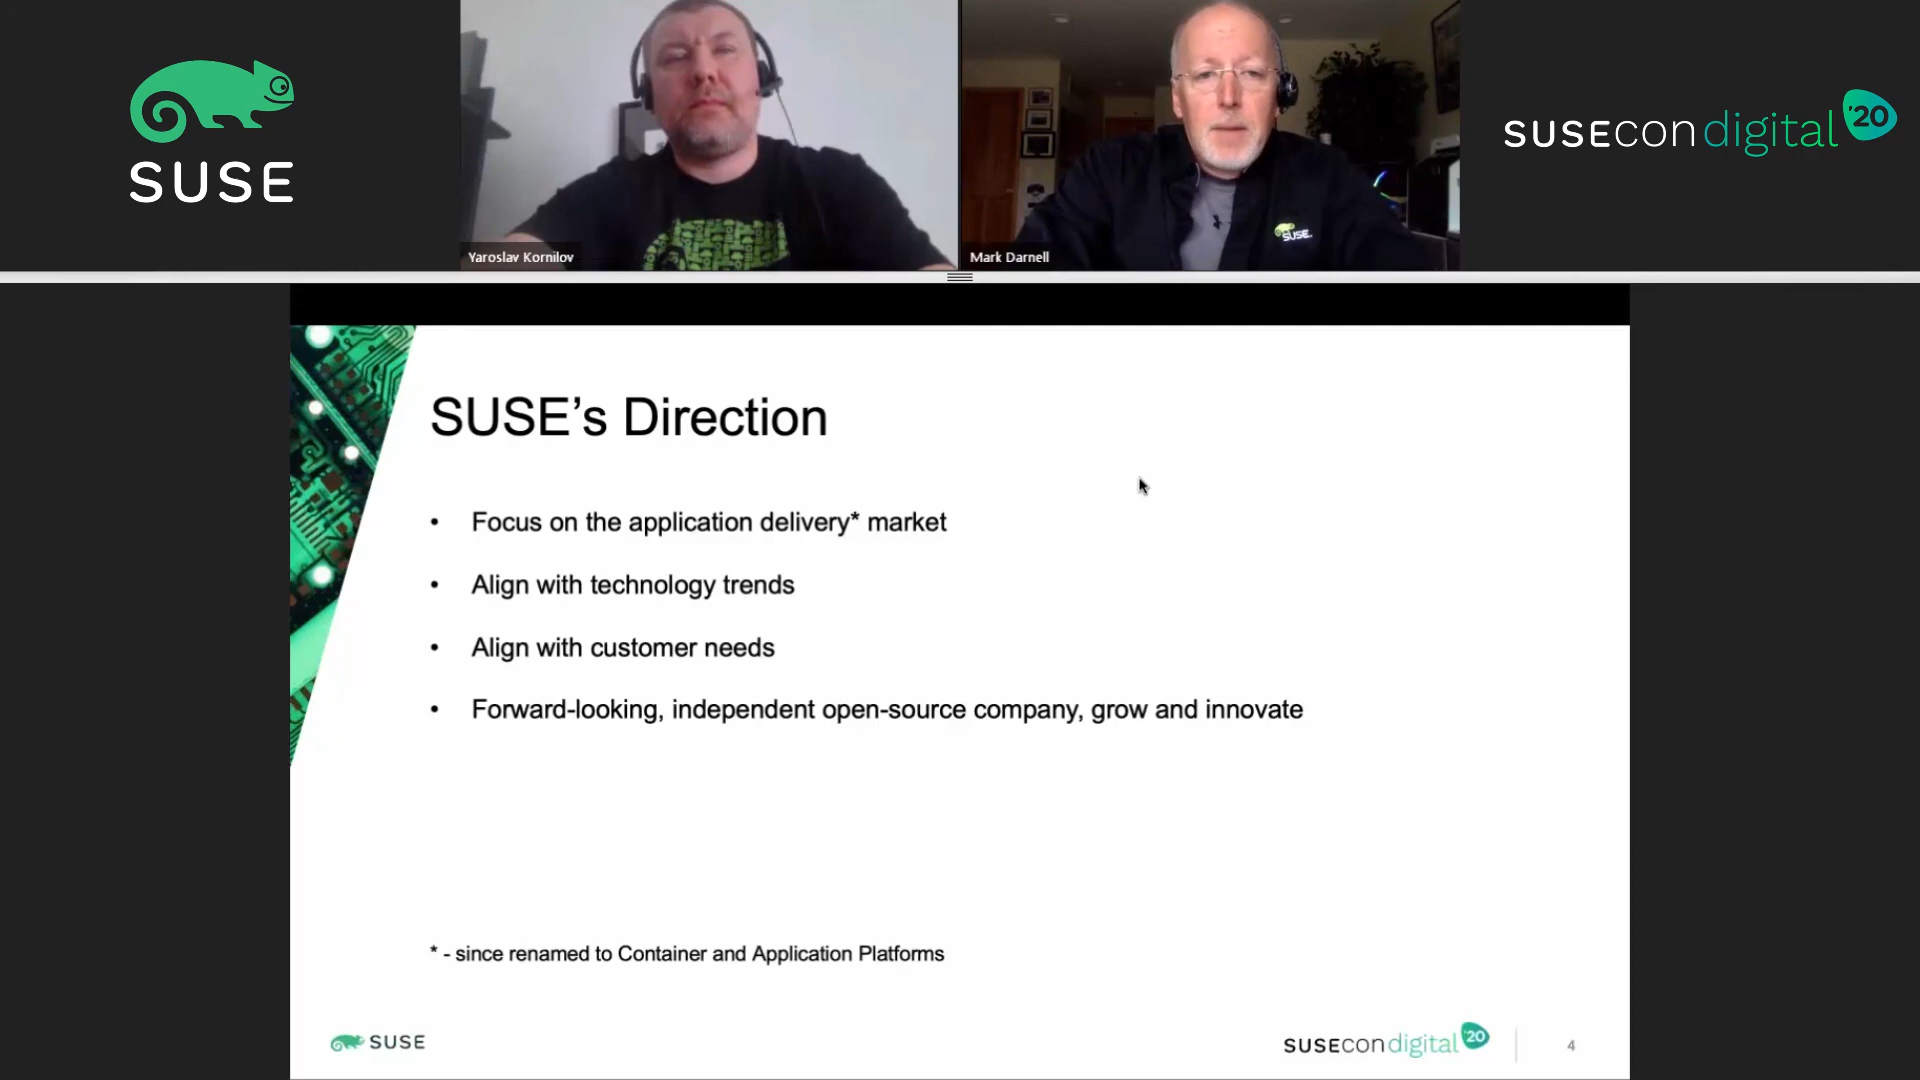 SUSE
Yaroslav Kornilov
SUSE.
Mark Darnell
SUSECON digital '20
SUSE’s Direction
• Focus on the application delivery* market
• Align with technology trends
• Align with customer needs
• Forward-looking, independent open-source company, grow and innovate
* - since renamed to Container and Application Platforms
SUSE
SUSECON digital '20
4